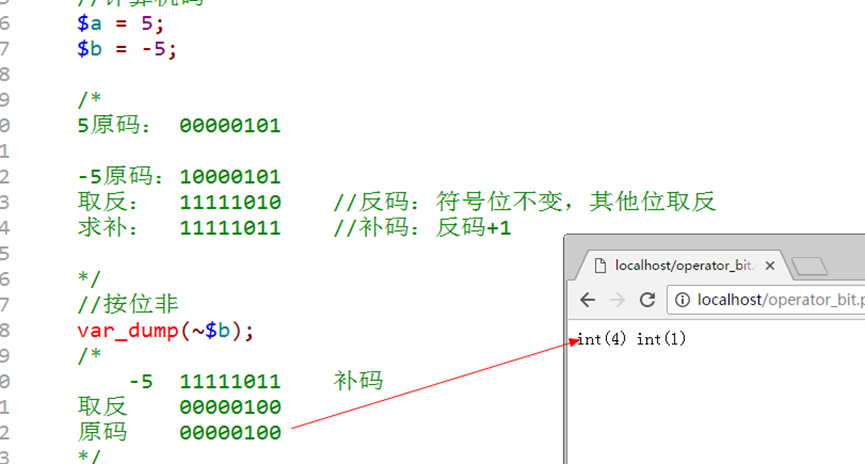 //计算机码
6 $a = 5;
7 $b = -5;
8
9 /*
0 5原码： 00000101
1
2 -5原码：10000101
3 取反： 11111010 //反码：符号位不变，其他位取反
4 求补： 11111011 //补码：反码+1
5
6 */
7 //按位非
8 var_dump(~$b);
9 /*
0 -5 11111011 补码
1 取反 00000100
2 原码 00000100
3 */
localhost/operator_bit.
localhost/operator_bit.p
int(4) int(1)